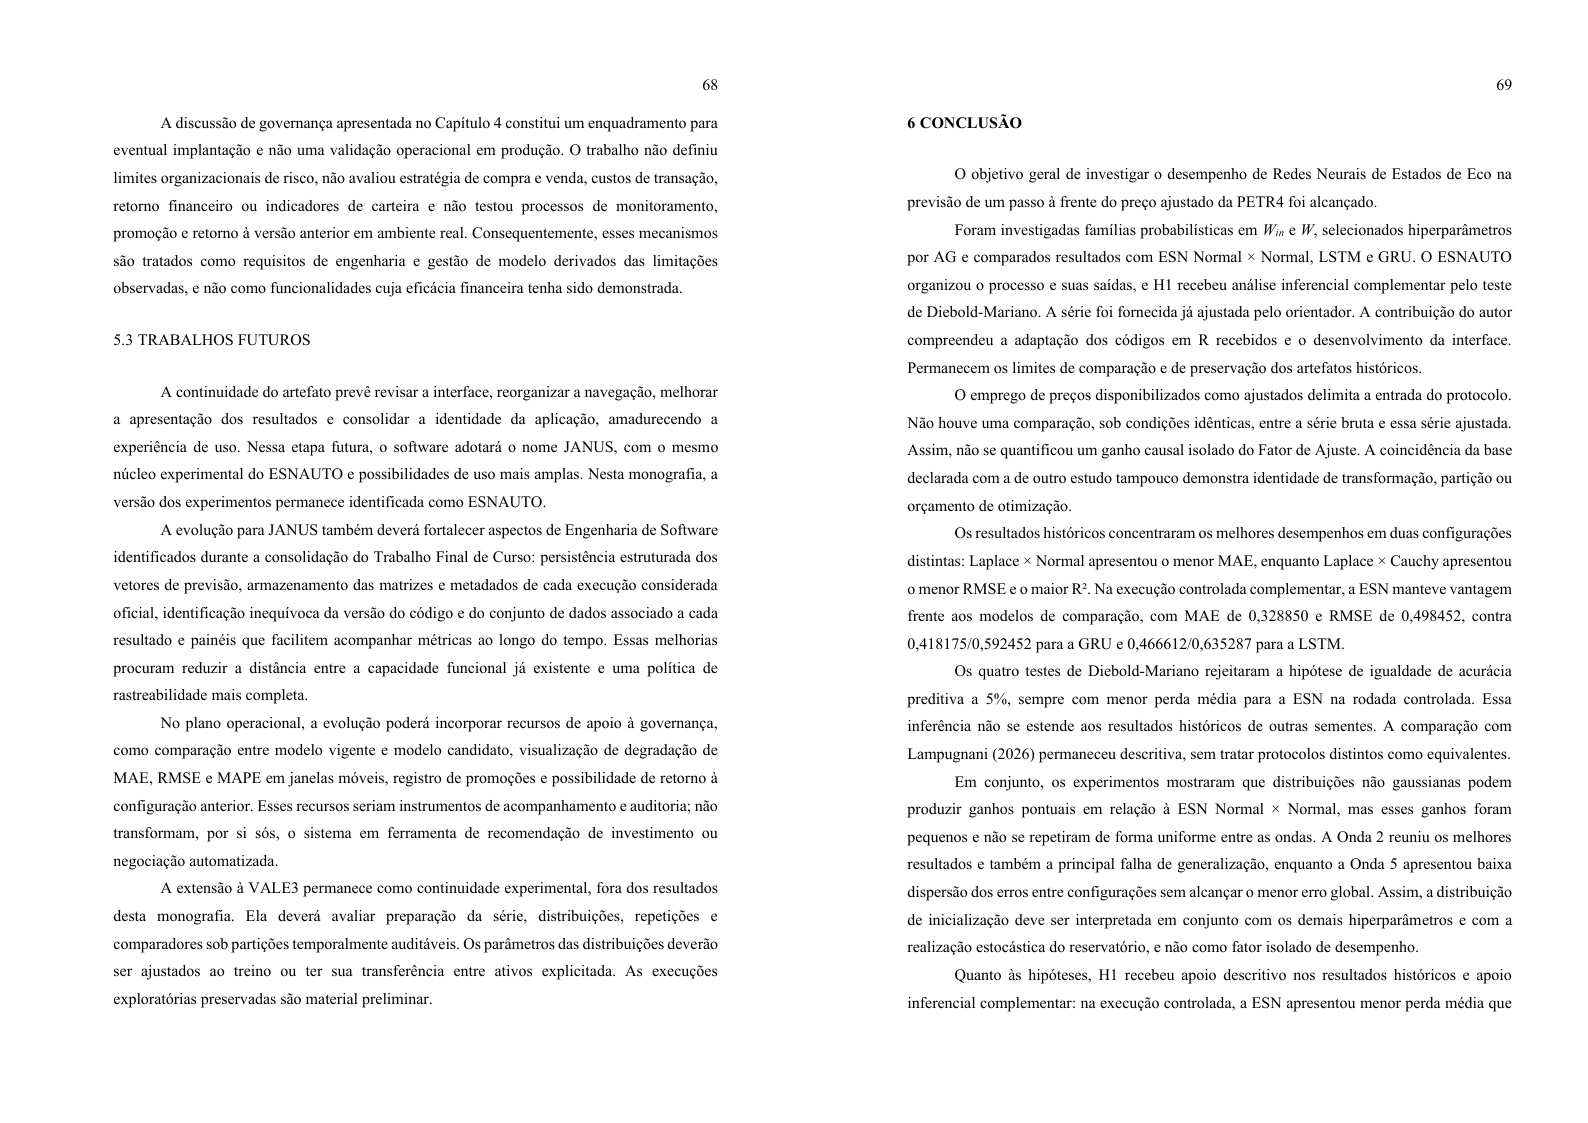 68
A discussão de governança apresentada no Capítulo 4 constitui um enquadramento para
eventual implantação e não uma validação operacional em produção. O trabalho não definiu
limites organizacionais de risco, não avaliou estratégia de compra e venda, custos de transação,
retorno financeiro ou indicadores de carteira e não testou processos de monitoramento,
promoção e retorno à versão anterior em ambiente real. Consequentemente, esses mecanismos
são tratados como requisitos de engenharia e gestão de modelo derivados das limitações
observadas, e não como funcionalidades cuja eficácia financeira tenha sido demonstrada.
5.3 TRABALHOS FUTUROS
A continuidade do artefato prevê revisar a interface, reorganizar a navegação, melhorar
a apresentação dos resultados e consolidar a identidade da aplicação, amadurecendo a
experiência de uso. Nessa etapa futura, o software adotará o nome JANUS, com o mesmo
núcleo experimental do ESNAUTO e possibilidades de uso mais amplas. Nesta monografia, a
versão dos experimentos permanece identificada como ESNAUTO.
A evolução para JANUS também deverá fortalecer aspectos de Engenharia de Software
identificados durante a consolidação do Trabalho Final de Curso: persistência estruturada dos
vetores de previsão, armazenamento das matrizes e metadados de cada execução considerada
oficial, identificação inequívoca da versão do código e do conjunto de dados associado a cada
resultado e painéis que facilitem acompanhar métricas ao longo do tempo. Essas melhorias
procuram reduzir a distância entre a capacidade funcional já existente e uma política de
rastreabilidade mais completa.
No plano operacional, a evolução poderá incorporar recursos de apoio à governança,
como comparação entre modelo vigente e modelo candidato, visualização de degradação de
MAE, RMSE e MAPE em janelas móveis, registro de promoções e possibilidade de retorno à
configuração anterior. Esses recursos seriam instrumentos de acompanhamento e auditoria; não
transformam, por si sós, o sistema em ferramenta de recomendação de investimento ou
negociação automatizada.
A extensão à VALE3 permanece como continuidade experimental, fora dos resultados
desta monografia. Ela deverá avaliar preparação da série, distribuições, repetições e
comparadores sob partições temporalmente auditáveis. Os parâmetros das distribuições deverão
ser ajustados ao treino ou ter sua transferência entre ativos explicitada. As execuções
exploratórias preservadas são material preliminar.
69
6 CONCLUSÃO
O objetivo geral de investigar o desempenho de Redes Neurais de Estados de Eco na
previsão de um passo à frente do preço ajustado da PETR4 foi alcançado.
Foram investigadas famílias probabilísticas em Win e W, selecionados hiperparâmetros
por AG e comparados resultados com ESN Normal × Normal, LSTM e GRU. O ESNAUTO
organizou o processo e suas saídas, e H1 recebeu análise inferencial complementar pelo teste
de Diebold-Mariano. A série foi fornecida já ajustada pelo orientador. A contribuição do autor
compreendeu a adaptação dos códigos em R recebidos e o desenvolvimento da interface.
Permanecem os limites de comparação e de preservação dos artefatos históricos.
O emprego de preços disponibilizados como ajustados delimita a entrada do protocolo.
Não houve uma comparação, sob condições idênticas, entre a série bruta e essa série ajustada.
Assim, não se quantificou um ganho causal isolado do Fator de Ajuste. A coincidência da base
declarada com a de outro estudo tampouco demonstra identidade de transformação, partição ou
orçamento de otimização.
Os resultados históricos concentraram os melhores desempenhos em duas configurações
distintas: Laplace × Normal apresentou o menor MAE, enquanto Laplace × Cauchy apresentou
o menor RMSE e o maior R². Na execução controlada complementar, a ESN manteve vantagem
frente aos modelos de comparação, com MAE de 0,328850 e RMSE de 0,498452, contra
0,418175/0,592452 para a GRU e 0,466612/0,635287 para a LSTM.
Os quatro testes de Diebold-Mariano rejeitaram a hipótese de igualdade de acurácia
preditiva a 5%, sempre com menor perda média para a ESN na rodada controlada. Essa
inferência não se estende aos resultados históricos de outras sementes. A comparação com
Lampugnani (2026) permaneceu descritiva, sem tratar protocolos distintos como equivalentes.
Em conjunto, os experimentos mostraram que distribuições não gaussianas podem
produzir ganhos pontuais em relação à ESN Normal × Normal, mas esses ganhos foram
pequenos e não se repetiram de forma uniforme entre as ondas. A Onda 2 reuniu os melhores
resultados e também a principal falha de generalização, enquanto a Onda 5 apresentou baixa
dispersão dos erros entre configurações sem alcançar o menor erro global. Assim, a distribuição
de inicialização deve ser interpretada em conjunto com os demais hiperparâmetros e com a
realização estocástica do reservatório, e não como fator isolado de desempenho.
Quanto às hipóteses, H1 recebeu apoio descritivo nos resultados históricos e apoio
inferencial complementar: na execução controlada, a ESN apresentou menor perda média que